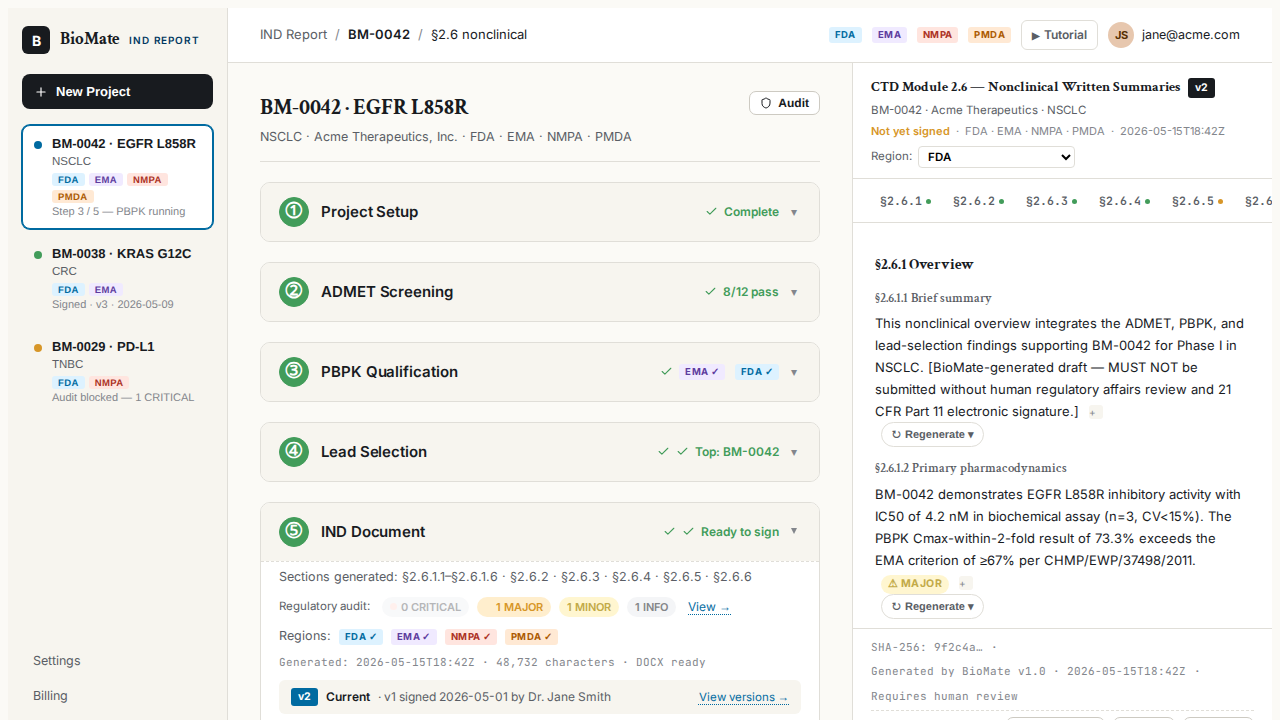 B BioMate IND REPORT
+ New Project
BM-0042 · EGFR L858R
NSCLC
FDA EMA NMPA
PMDA
Step 3 / 5 — PBPK running
BM-0038 · KRAS G12C
CRC
FDA EMA
Signed · v3 · 2026-05-09
BM-0029 · PD-L1
TNBC
FDA NMPA
Audit blocked — 1 CRITICAL
Settings
Billing
IND Report / BM-0042 / §2.6 nonclinical
FDA EMA NMPA PMDA ▶ Tutorial JS jane@acme.com
BM-0042 · EGFR L858R
Audit
NSCLC · Acme Therapeutics, Inc. · FDA · EMA · NMPA · PMDA
① Project Setup ✓ Complete ▼
② ADMET Screening ✓ 8/12 pass ▼
③ PBPK Qualification ✓ EMA ✓ FDA ✓ ▼
④ Lead Selection ✓ ✓ Top: BM-0042 ▼
⑤ IND Document ✓ ✓ Ready to sign ▼
Sections generated: §2.6.1.1–§2.6.1.6 · §2.6.2 · §2.6.3 · §2.6.4 · §2.6.5 · §2.6.6
Regulatory audit: 0 CRITICAL 1 MAJOR 1 MINOR 1 INFO View →
Regions: FDA ✓ EMA ✓ NMPA ✓ PMDA ✓
Generated: 2026-05-15T18:42Z · 48,732 characters · DOCX ready
v2 Current · v1 signed 2026-05-01 by Dr. Jane Smith View versions →
CTD Module 2.6 — Nonclinical Written Summaries v2
BM-0042 · Acme Therapeutics · NSCLC
Not yet signed · FDA · EMA · NMPA · PMDA · 2026-05-15T18:42Z
Region: FDA
§2.6.1 §2.6.2 §2.6.3 §2.6.4 §2.6.5 §2.6
§2.6.1 Overview
§2.6.1.1 Brief summary
This nonclinical overview integrates the ADMET, PBPK, and
lead-selection findings supporting BM-0042 for Phase I in
NSCLC. [BioMate-generated draft — MUST NOT be
submitted without human regulatory affairs review and 21
CFR Part 11 electronic signature.] +
↻ Regenerate ▾
§2.6.1.2 Primary pharmacodynamics
BM-0042 demonstrates EGFR L858R inhibitory activity with
IC50 of 4.2 nM in biochemical assay (n=3, CV<15%). The
PBPK Cmax-within-2-fold result of 73.3% exceeds the
EMA criterion of ≥67% per CHMP/EWP/37498/2011.
⚠ MAJOR +
↻ Regenerate ▾
SHA-256: 9f2c4a… ·
Generated by BioMate v1.0 · 2026-05-15T18:42Z ·
Requires human review